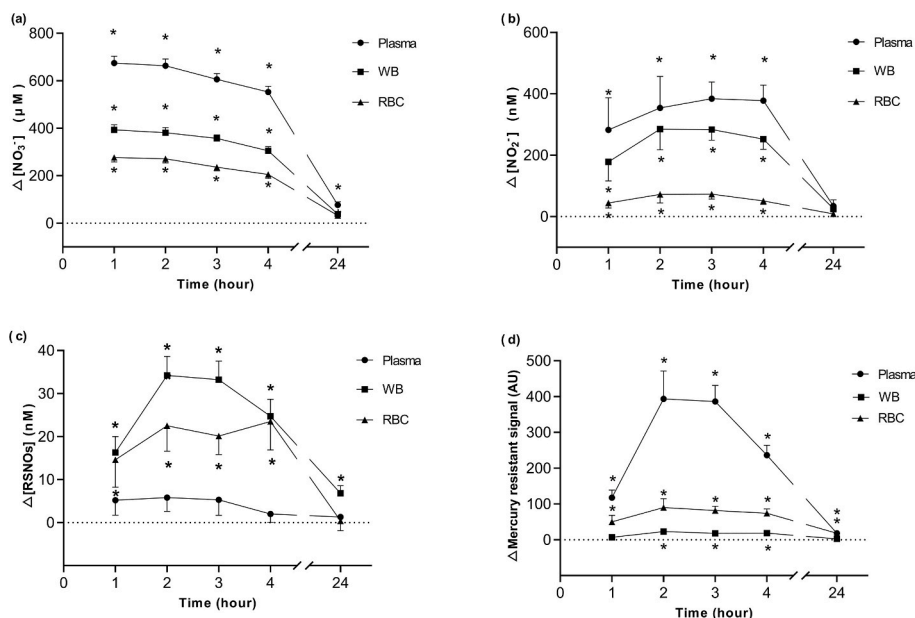 (a)
800
600
400
200
0
Δ [NO₃⁻]
( µ M)
0 1 2 3 4 24
Time (hour)
Plasma
WB
RBC
* * * *
* * * *
* * * * *
(b)
600
400
200
0
Δ [NO₂⁻]
( nM)
0 1 2 3 4 24
Time (hour)
Plasma
WB
RBC
* * * *
* * * *
* * * *
( c)
40
30
20
10
0
Δ[RSNOs] (nM)
0 1 2 3 4 24
Time (hour)
Plasma
WB
RBC
* * * * *
* * * *
( d)
500
400
300
200
100
0
Δ Mercury resistant signal (AU)
0 1 2 3 4 24
Time (hour)
Plasma
WB
RBC
* * * * *
* * * * *
* * *